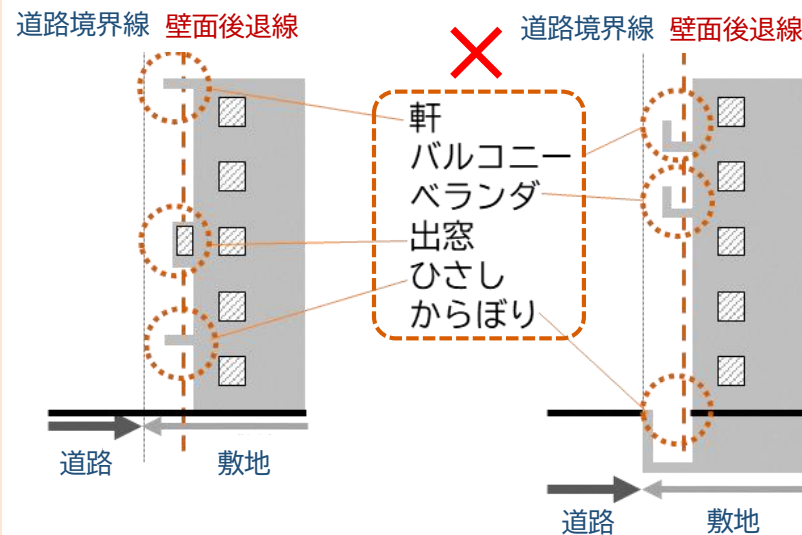 道路境界線 壁面後退線
道路境界線 壁面後退線
軒
バルコニー
ベランダ
出窓
ひさし
からぼり
道路 敷地
道路 敷地